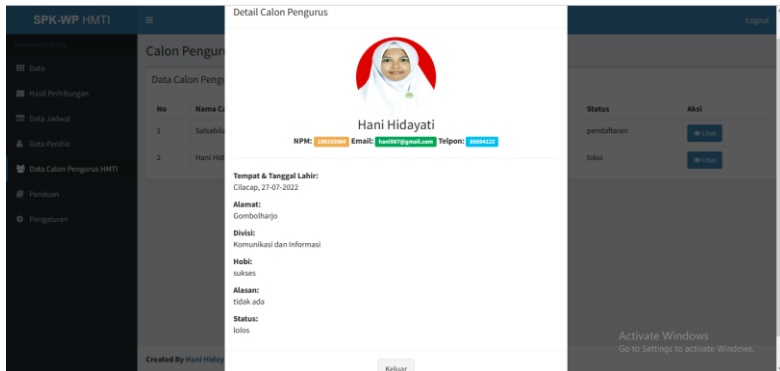 SPK-WP HMTI
Logout
MAIN NAVIGATION
Data
Hasil Perhitungan
Data Jadwal
Data Panitia
Data Calon Pengurus HMTI
Panduan
Pengaturan
Calon Pengur
Data Calon Pengu
No Nama Ca Status Aksi
1 Salsabila pendaftaran Lihat
2 Hani Hid lolos Lihat
Detail Calon Pengurus
Hani Hidayati
NPM: Email: hani987@gmail.com Telpon: 85694122
Tempat & Tanggal Lahir:
Cilacap, 27-07-2022
Alamat:
Gombolharjo
Divisi:
Komunikasi dan Informasi
Hobi:
sukses
Alasan:
tidak ada
Status:
lolos
Keluar
Created By Hani Hiday
Activate Windows
Go to Settings to activate Windows.